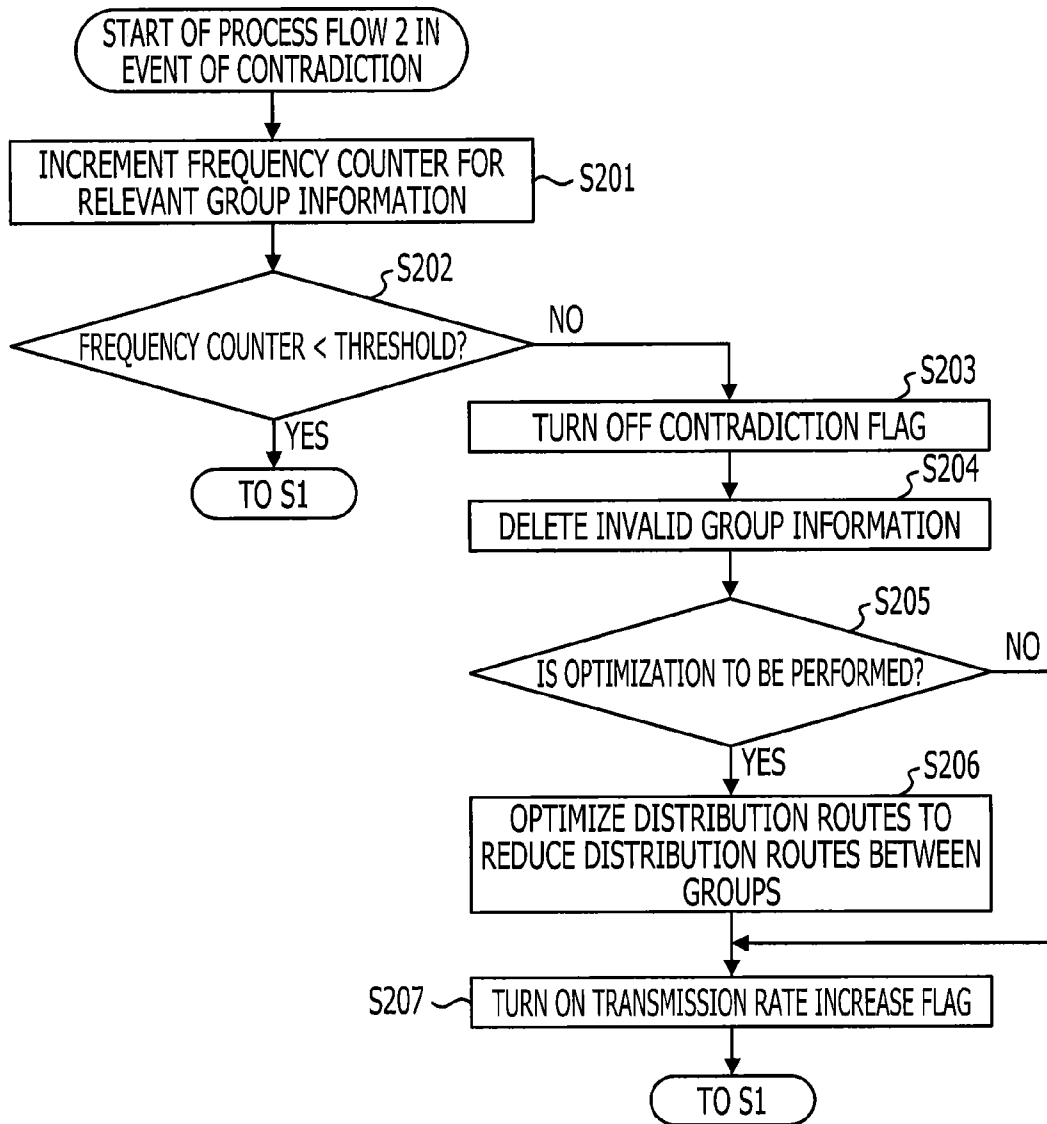 START OF PROCESS FLOW 2 IN
EVENT OF CONTRADICTION
INCREMENT FREQUENCY COUNTER FOR
RELEVANT GROUP INFORMATION
S201
S202
FREQUENCY COUNTER < THRESHOLD?
NO
YES
TO S1
S203
TURN OFF CONTRADICTION FLAG
S204
DELETE INVALID GROUP INFORMATION
S205
IS OPTIMIZATION TO BE PERFORMED?
NO
YES
S206
OPTIMIZE DISTRIBUTION ROUTES TO
REDUCE DISTRIBUTION ROUTES BETWEEN
GROUPS
S207
TURN ON TRANSMISSION RATE INCREASE FLAG
TO S1